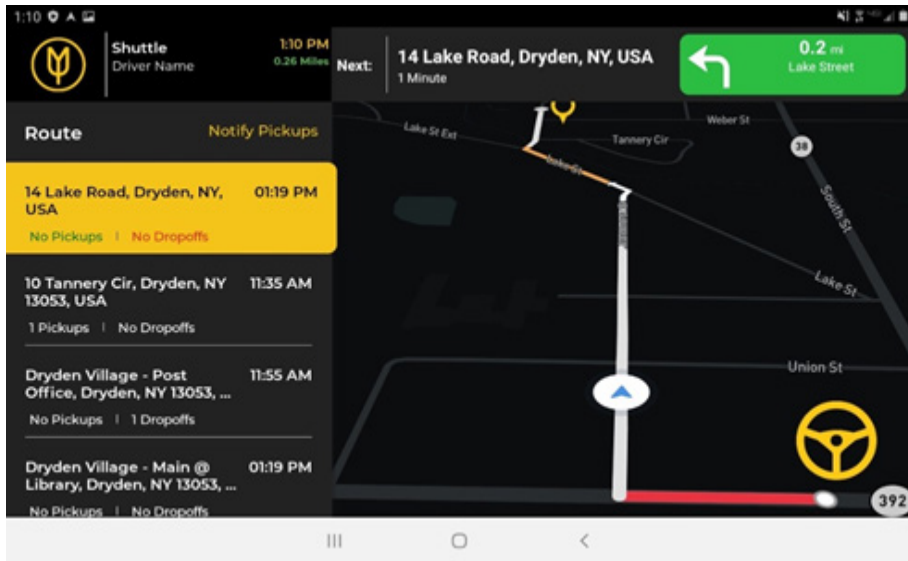 1:10
Shuttle
Driver Name
1:10 PM
0.26 Miles
Next:
14 Lake Road, Dryden, NY, USA
1 Minute
0.2 mi
Lake Street
Route
Notify Pickups
14 Lake Road, Dryden, NY,
USA
01:19 PM
No Pickups | No Dropoffs
10 Tannery Cir, Dryden, NY
13053, USA
11:35 AM
1 Pickups | No Dropoffs
Dryden Village - Post
Office, Dryden, NY 13053, ...
11:55 AM
No Pickups | 1 Dropoffs
Dryden Village - Main @
Library, Dryden, NY 13053, ...
01:19 PM
No Pickups | No Dropoffs
Lake St Ext
Tannery Cir
Weber St
38
Lake St
South St
Lake St
Union St
392